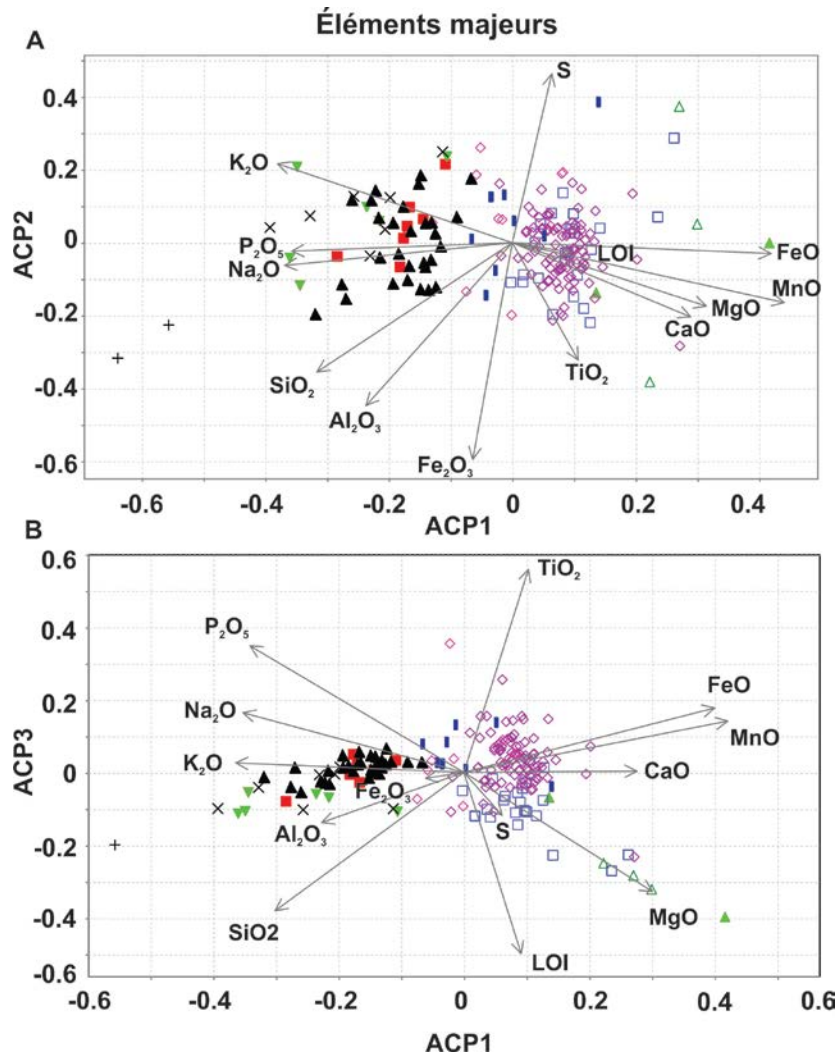 Éléments majeurs
A
S
0.4
K₂O
0.2
ACP2
P₂O₅
0
LOI
FeO
Na₂O
MnO
MgO
-0.2
CaO
SiO₂
TiO₂
-0.4
Al₂O₃
Fe₂O₃
-0.6
-0.6 -0.4 -0.2 0 0.2 0.4
ACP1
B
0.6
TiO₂
0.4
P₂O₅
FeO
0.2
Na₂O
MnO
ACP3
K₂O
0
CaO
Fe₂O₃
Al₂O₃
S
-0.2
MgO
-0.4
SiO2
LOI
-0.6
-0.6 -0.4 -0.2 0 0.2 0.4 0.6
ACP1